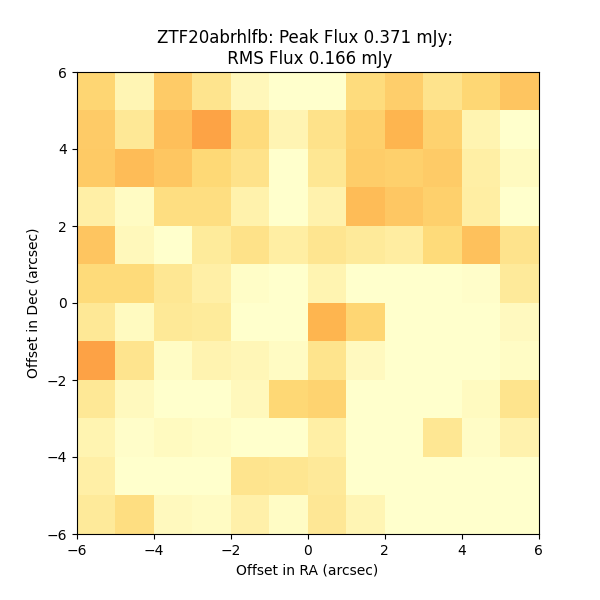 ZTF20abrhlfb: Peak Flux 0.371 mJy;
RMS Flux 0.166 mJy
6
4
2
0
−2
−4
−6
Offset in Dec (arcsec)
−6 −4 −2 0 2 4 6
Offset in RA (arcsec)